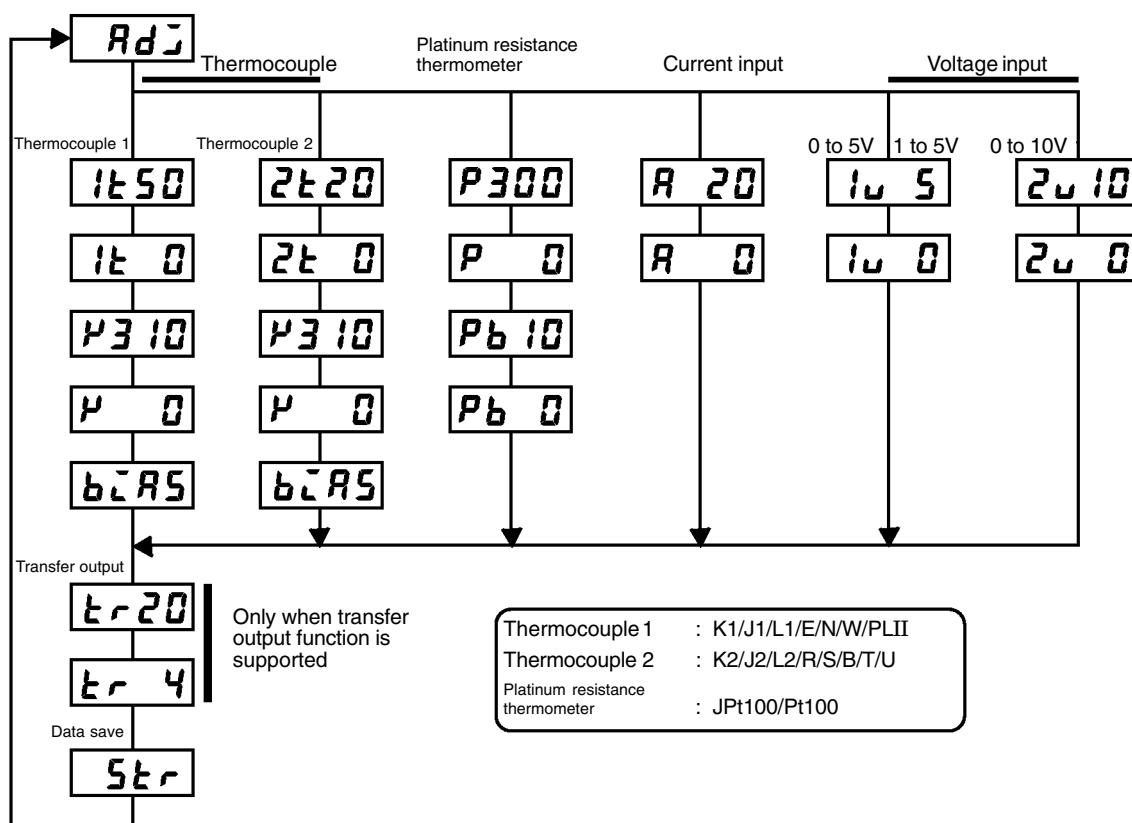 Adj
Thermocouple
Platinum resistance
thermometer
Current input
Voltage input
Thermocouple 1
Thermocouple 2
0 to 5V
1 to 5V
0 to 10V
1t50
2t20
P300
A 20
1v 5
2v10
1t 0
2t 0
P 0
A 0
1v 0
2v 0
Y310
Y310
Pb10
Y 0
Y 0
Pb 0
biAS
biAS
Transfer output
tr20
tr 4
Only when transfer
output function is
supported
Data save
Str
Thermocouple 1 : K1/J1/L1/E/N/W/PLII
Thermocouple 2 : K2/J2/L2/R/S/B/T/U
Platinum resistance
thermometer : JPt100/Pt100